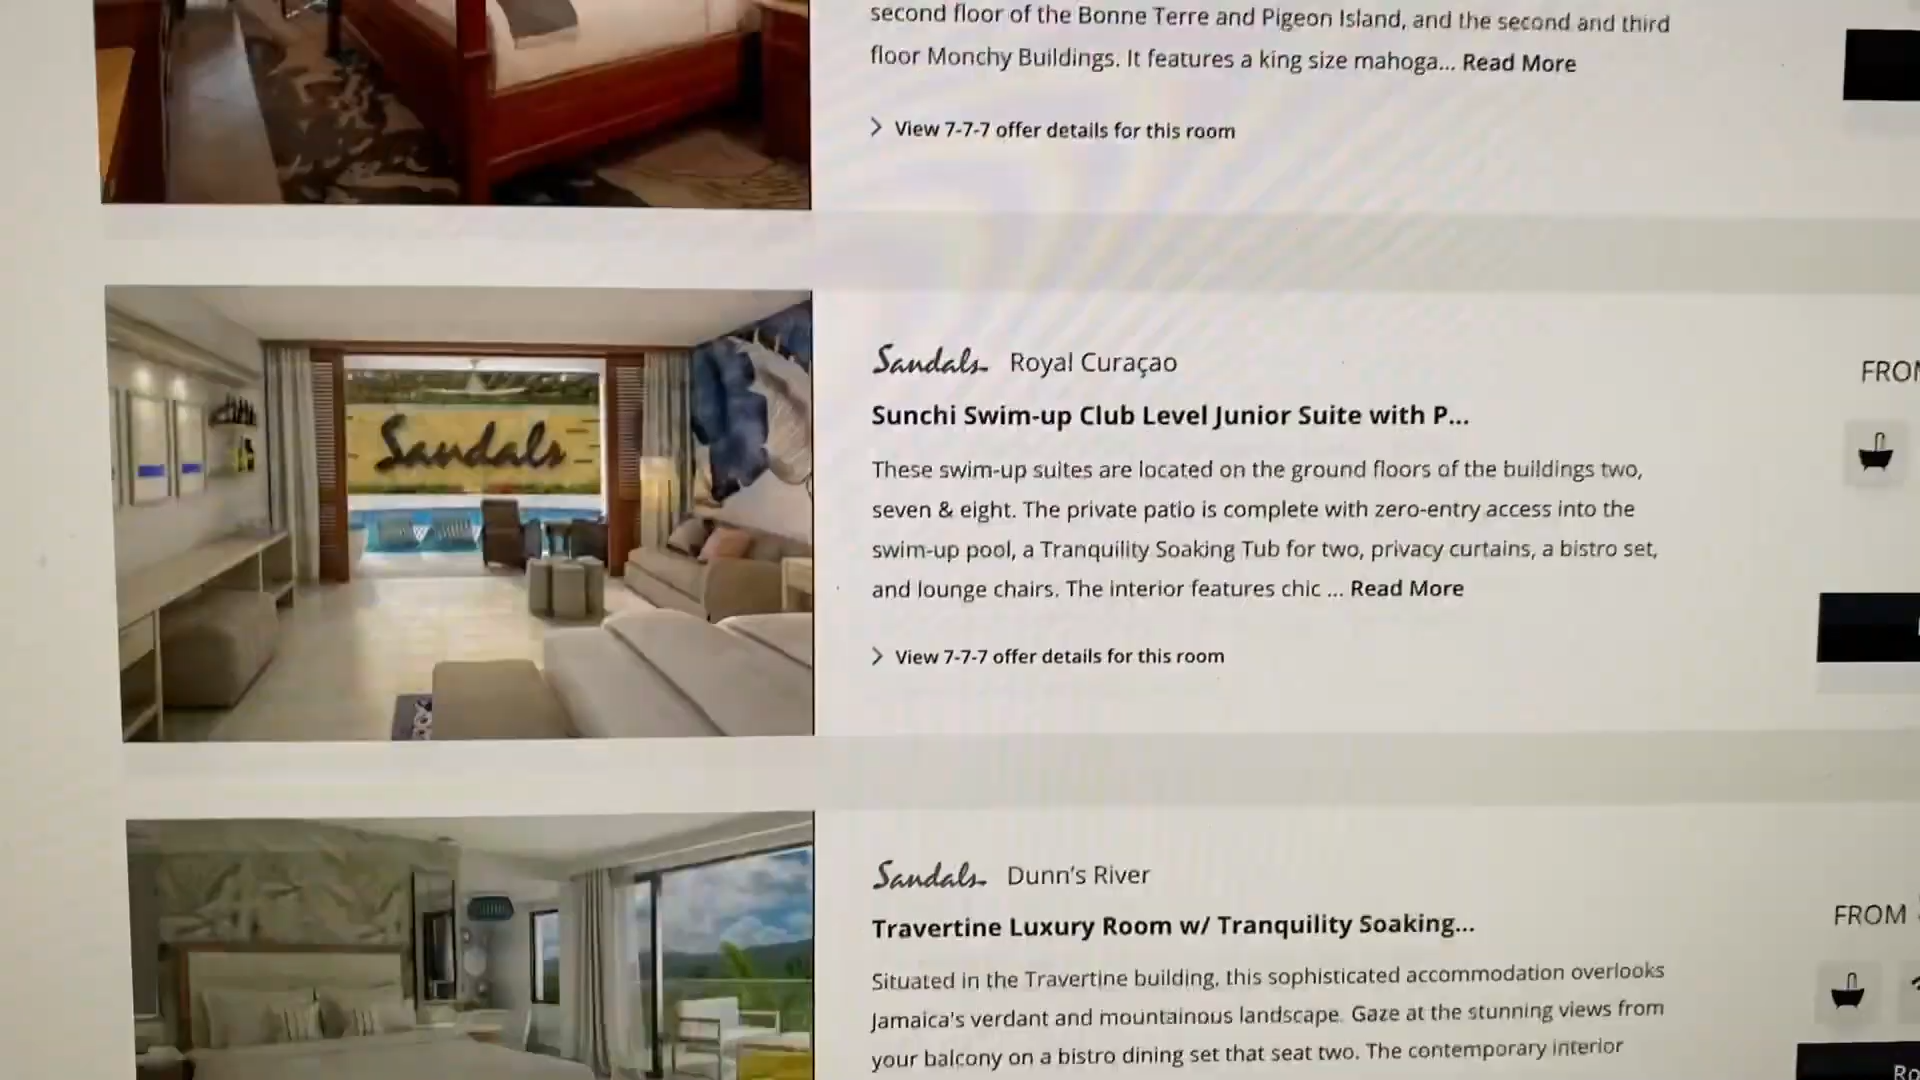 second floor of the Bonne Terre and Pigeon Island, and the second and third
floor Monchy Buildings. It features a king size mahoga... Read More
View 7-7-7 offer details for this room
Sandals
Sandals Royal Curaçao
FROM
Sunchi Swim-up Club Level Junior Suite with P...
These swim-up suites are located on the ground floors of the buildings two,
seven & eight. The private patio is complete with zero-entry access into the
swim-up pool, a Tranquility Soaking Tub for two, privacy curtains, a bistro set,
and lounge chairs. The interior features chic ... Read More
View 7-7-7 offer details for this room
Sandals Dunn's River
FROM
Travertine Luxury Room w/ Tranquility Soaking...
Situated in the Travertine building, this sophisticated accommodation overlooks
Jamaica's verdant and mountainous landscape. Gaze at the stunning views from
your balcony on a bistro dining set that seat two. The contemporary interior
Ro